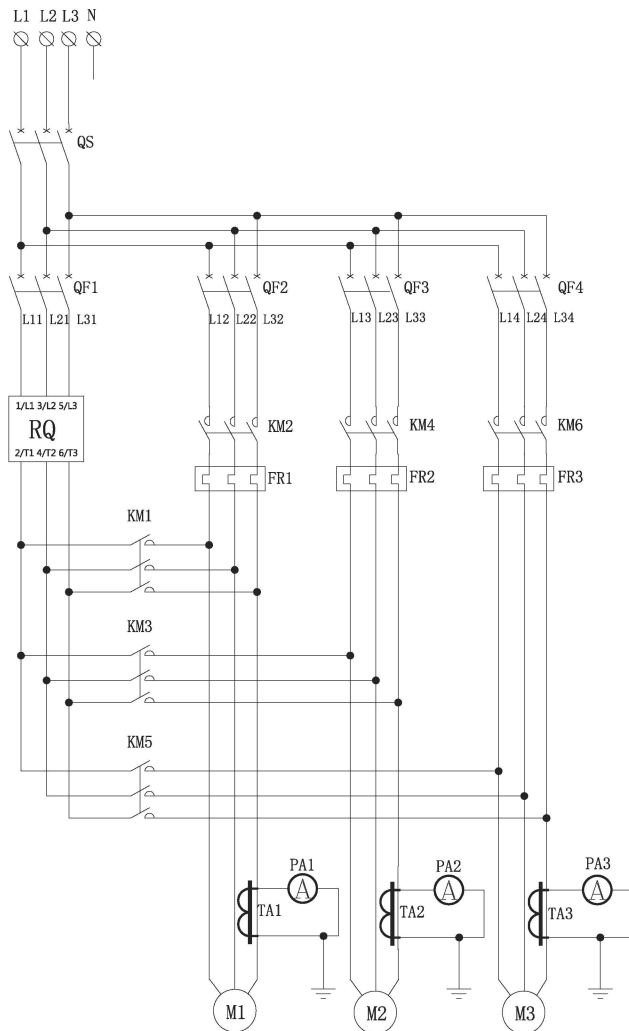 L1 L2 L3 N
QS
QF1 QF2 QF3 QF4
L11 L21 L31 L12 L22 L32 L13 L23 L33 L14 L24 L34
1/L1 3/L2 5/L3
RQ
2/T1 4/T2 6/T3
KM2 KM4 KM6
FR1 FR2 FR3
KM1
KM3
KM5
PA1 PA2 PA3
A A A
TA1 TA2 TA3
M1 M2 M3